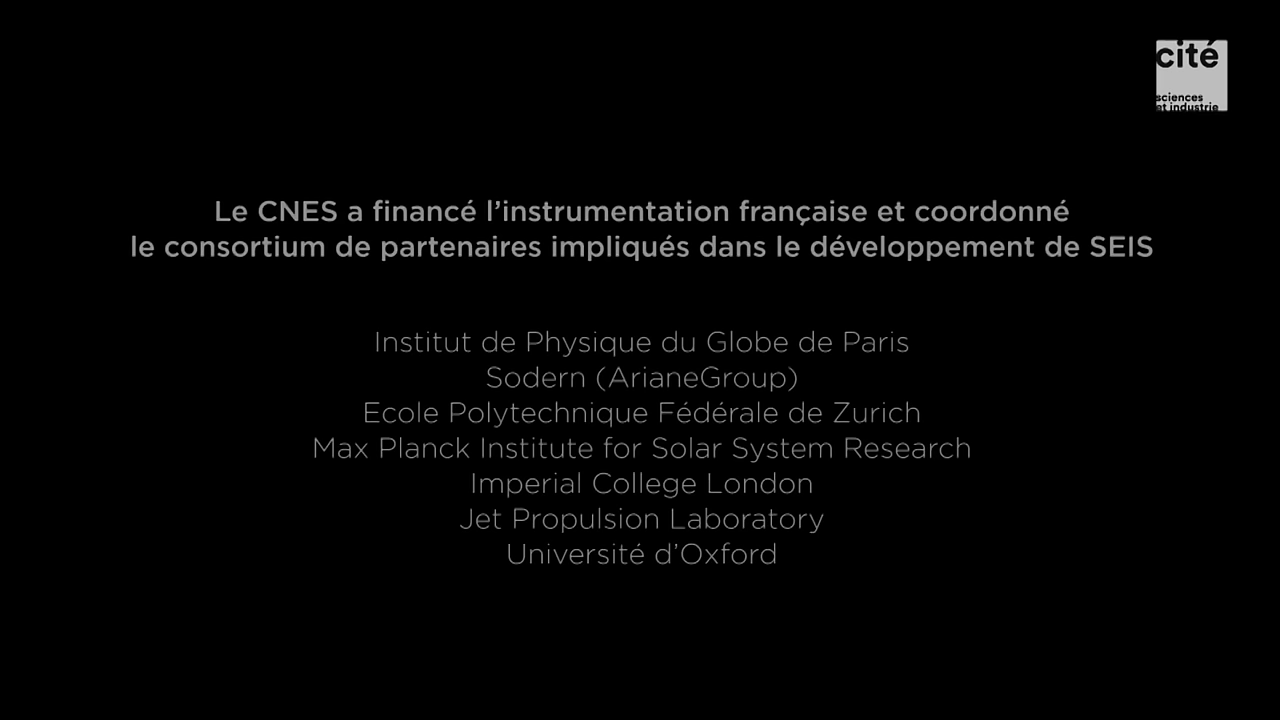 cité
sciences
et industrie
Le CNES a financé l’instrumentation française et coordonné
le consortium de partenaires impliqués dans le développement de SEIS
Institut de Physique du Globe de Paris
Sodern (ArianeGroup)
Ecole Polytechnique Fédérale de Zurich
Max Planck Institute for Solar System Research
Imperial College London
Jet Propulsion Laboratory
Université d’Oxford